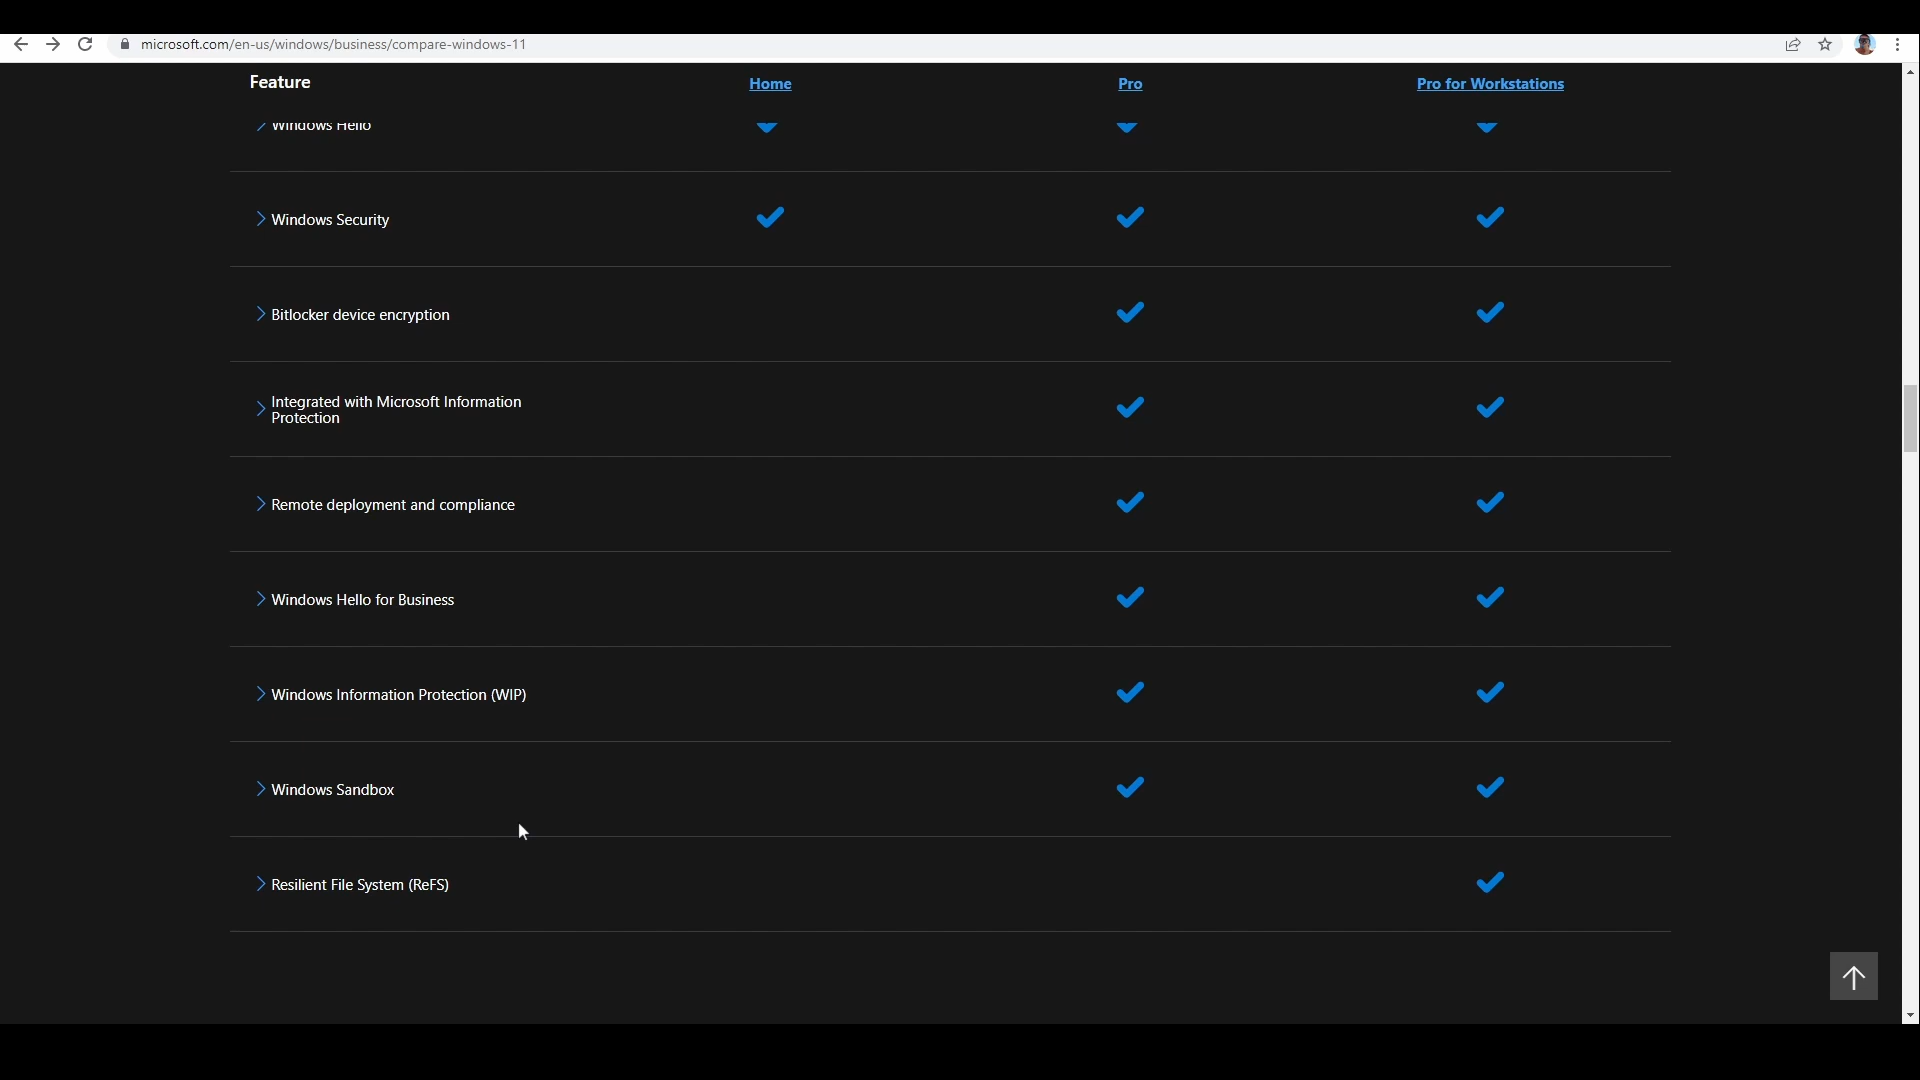 microsoft.com/en-us/windows/business/compare-windows-11
Feature Home Pro Pro for Workstations
Windows Hello
Windows Security
Bitlocker device encryption
Integrated with Microsoft Information
Protection
Remote deployment and compliance
Windows Hello for Business
Windows Information Protection (WIP)
Windows Sandbox
Resilient File System (ReFS)